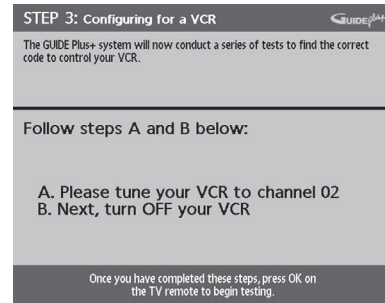 STEP 3: Configuring for a VCR GUIDE Plus+
The GUIDE Plus+ system will now conduct a series of tests to find the correct
code to control your VCR.
Follow steps A and B below:
A. Please tune your VCR to channel 02
B. Next, turn OFF your VCR
Once you have completed these steps, press OK on
the TV remote to begin testing.